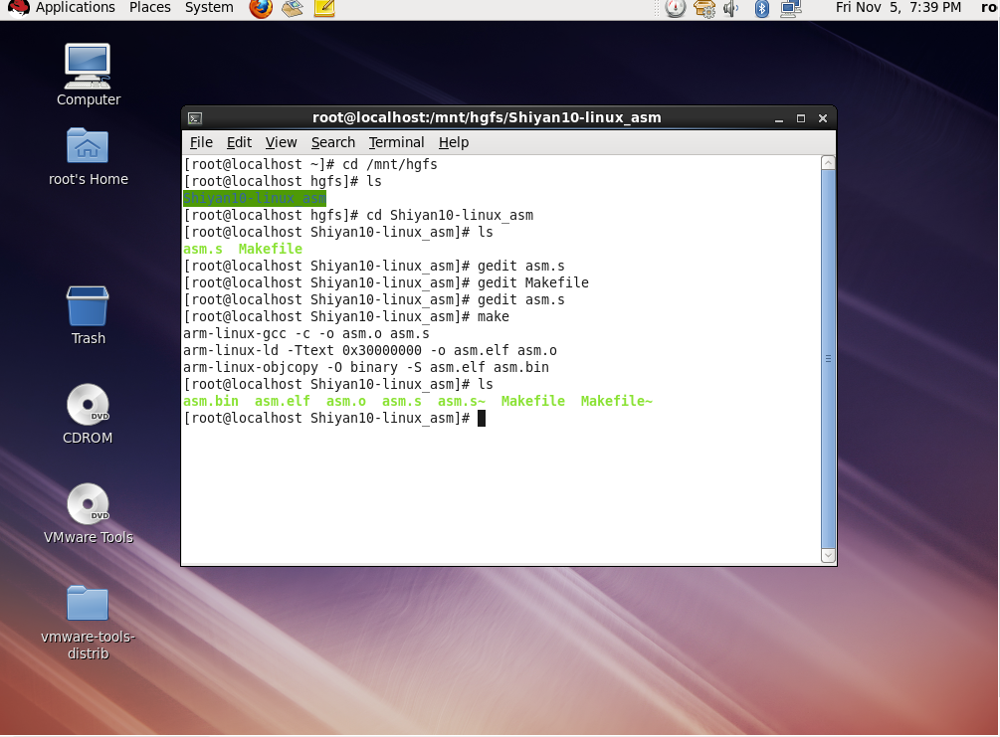 Applications Places System
Fri Nov 5, 7:39 PM ro
Computer
root's Home
Trash
DVD
CDROM
DVD
VMware Tools
vmware-tools-
distrib
root@localhost:/mnt/hgfs/Shiyan10-linux_asm
File Edit View Search Terminal Help
[root@localhost ~]# cd /mnt/hgfs
[root@localhost hgfs]# ls
Shiyan10-linux_asm
[root@localhost hgfs]# cd Shiyan10-linux_asm
[root@localhost Shiyan10-linux_asm]# ls
asm.s Makefile
[root@localhost Shiyan10-linux_asm]# gedit asm.s
[root@localhost Shiyan10-linux_asm]# gedit Makefile
[root@localhost Shiyan10-linux_asm]# gedit asm.s
[root@localhost Shiyan10-linux_asm]# make
arm-linux-gcc -c -o asm.o asm.s
arm-linux-ld -Ttext 0x30000000 -o asm.elf asm.o
arm-linux-objcopy -O binary -S asm.elf asm.bin
[root@localhost Shiyan10-linux_asm]# ls
asm.bin asm.elf asm.o asm.s asm.s~ Makefile Makefile~
[root@localhost Shiyan10-linux_asm]#